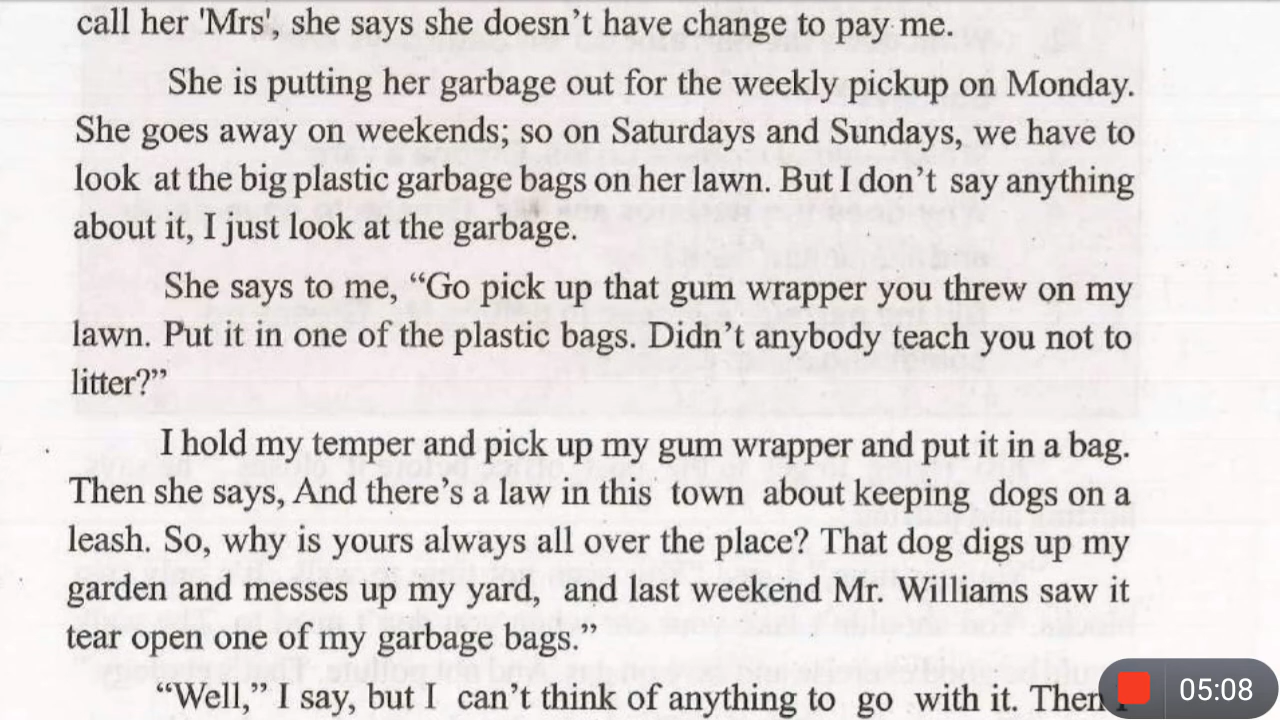 call her 'Mrs', she says she doesn’t have change to pay me.
She is putting her garbage out for the weekly pickup on Monday.
She goes away on weekends; so on Saturdays and Sundays, we have to
look at the big plastic garbage bags on her lawn. But I don’t say anything
about it, I just look at the garbage.
She says to me, “Go pick up that gum wrapper you threw on my
lawn. Put it in one of the plastic bags. Didn’t anybody teach you not to
litter?”
I hold my temper and pick up my gum wrapper and put it in a bag.
Then she says, And there’s a law in this town about keeping dogs on a
leash. So, why is yours always all over the place? That dog digs up my
garden and messes up my yard, and last weekend Mr. Williams saw it
tear open one of my garbage bags.”
“Well,” I say, but I can’t think of anything to go with it. Then I
05:08